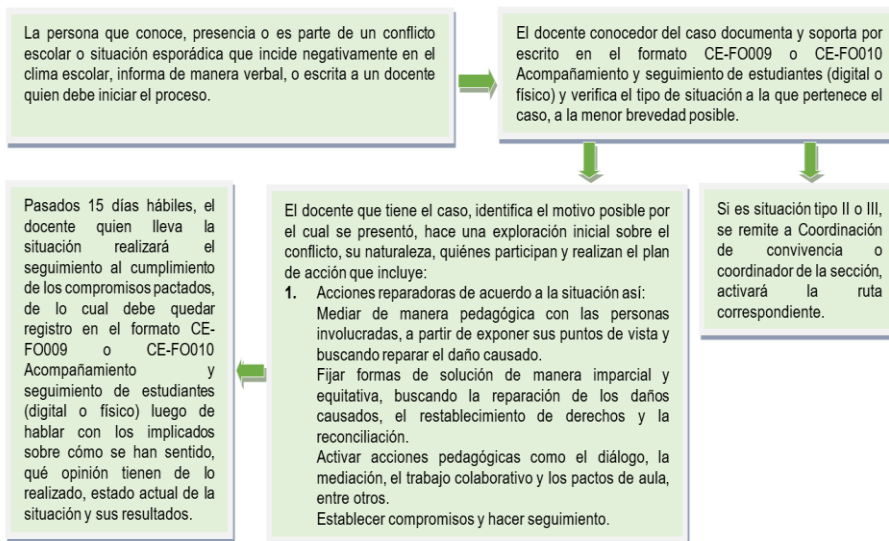 La persona que conoce, presencia o es parte de un conflicto
escolar o situación esporádica que incide negativamente en el
clima escolar, informa de manera verbal, o escrita a un docente
quien debe iniciar el proceso.
El docente conocedor del caso documenta y soporta por
escrito en el formato CE-FO009 o CE-FO010
Acompañamiento y seguimiento de estudiantes (digital o
físico) y verifica el tipo de situación a la que pertenece el
caso, a la menor brevedad posible.
Si es situación tipo II o III,
se remite a Coordinación
de convivencia o
coordinador de la sección,
activará la ruta
correspondiente.
El docente que tiene el caso, identifica el motivo posible por
el cual se presentó, hace una exploración inicial sobre el
conflicto, su naturaleza, quiénes participan y realizan el plan
de acción que incluye:
1. Acciones reparadoras de acuerdo a la situación así:
Mediar de manera pedagógica con las personas
involucradas, a partir de exponer sus puntos de vista y
buscando reparar el daño causado.
Fijar formas de solución de manera imparcial y
equitativa, buscando la reparación de los daños
causados, el restablecimiento de derechos y la
reconciliación.
Activar acciones pedagógicas como el diálogo, la
mediación, el trabajo colaborativo y los pactos de aula,
entre otros.
Establecer compromisos y hacer seguimiento.
Pasados 15 días hábiles, el
docente quien lleva la
situación realizará el
seguimiento al cumplimiento
de los compromisos pactados,
de lo cual debe quedar
registro en el formato CE-
FO009 o CE-FO010
Acompañamiento y
seguimiento de estudiantes
(digital o físico) luego de
hablar con los implicados
sobre cómo se han sentido,
qué opinión tienen de lo
realizado, estado actual de la
situación y sus resultados.